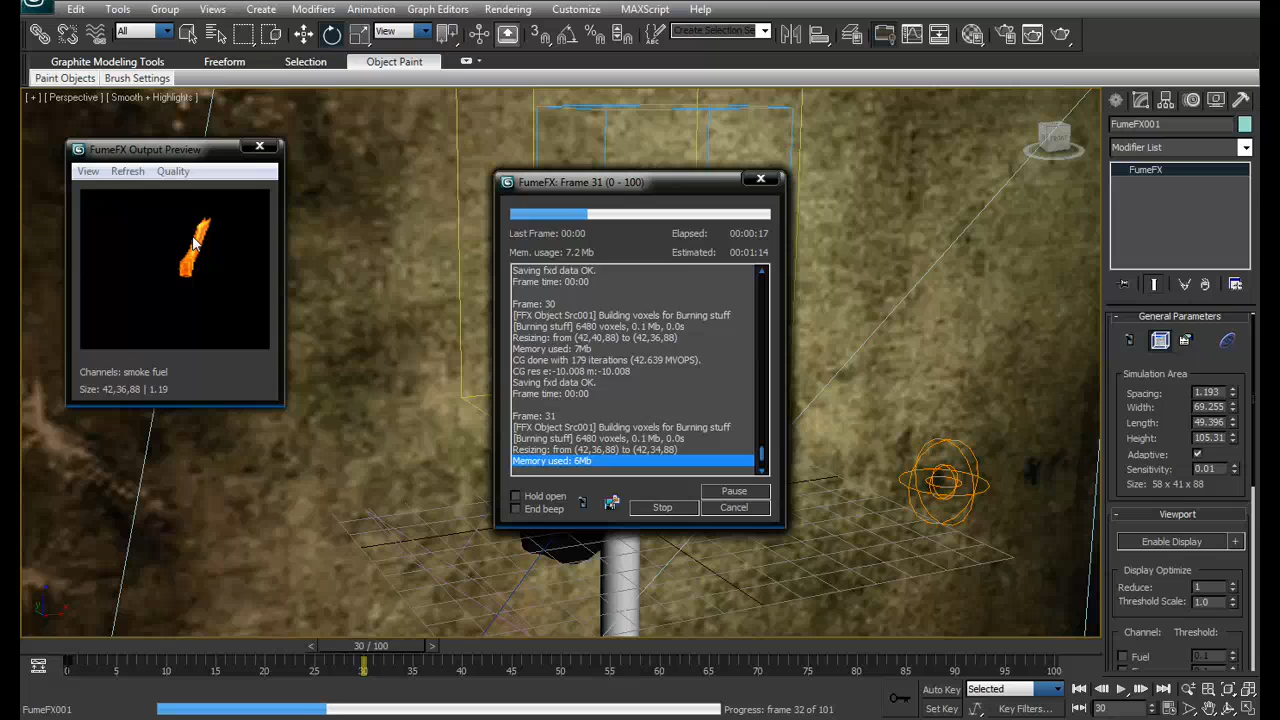 Edit Tools Group Views Create Modifiers Animation Graph Editors Rendering Customize MAXScript Help
All View Create Selection Se
Graphite Modeling Tools Freeform Selection Object Paint
Paint Objects Brush Settings
[ + ] [ Perspective ] [ Smooth + Highlights ]
FumeFX Output Preview
View Refresh Quality
Channels: smoke fuel
Size: 42,36,88 | 1.19
FumeFX: Frame 31 (0 - 100)
Last Frame: 00:00 Elapsed: 00:00:17
Mem. usage: 7.2 Mb Estimated: 00:01:14
Saving fxd data OK.
Frame time: 00:00
Frame: 30
[FFX Object Src001] Building voxels for Burning stuff
[Burning stuff] 6480 voxels, 0.1 Mb, 0.0s
Resizing: from (42,40,88) to (42,36,88)
Memory used: 7Mb
CG done with 179 iterations (42.639 MVOPS).
CG res e:-10.008 m:-10.008
Saving fxd data OK.
Frame time: 00:00
Frame: 31
[FFX Object Src001] Building voxels for Burning stuff
[Burning stuff] 6480 voxels, 0.1 Mb, 0.0s
Resizing: from (42,36,88) to (42,34,88)
Memory used: 6Mb
Hold open Pause
End beep Stop Cancel
FumeFX001
Modifier List
FumeFX
General Parameters
Simulation Area
Spacing: 1.193
Width: 69.255
Length: 49.396
Height: 105.31
Adaptive:
Sensitivity: 0.01
Size: 58 x 41 x 88
Viewport
Enable Display +
Display Optimize
Reduce: 1
Threshold Scale: 1.0
Channel: Threshold:
Fuel 0.1
30 / 100
0 5 10 15 20 25 30 35 40 45 50 55 60 65 70 75 80 85 90 95 100
FumeFX001 Progress: frame 32 of 101
Auto Key Selected
Set Key Key Filters... 30